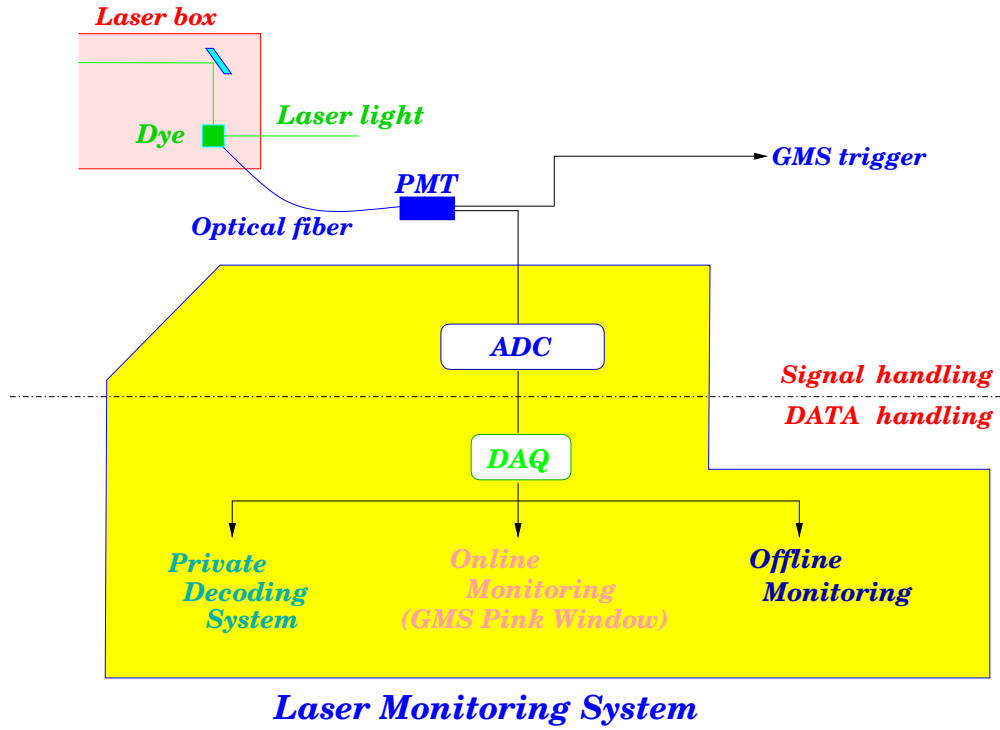 Laser box
Laser light
Dye
GMS trigger
PMT
Optical fiber
ADC
Signal handling
DATA handling
DAQ
Private
Decoding
System
Online
Monitoring
(GMS Pink Window)
Offline
Monitoring
Laser Monitoring System